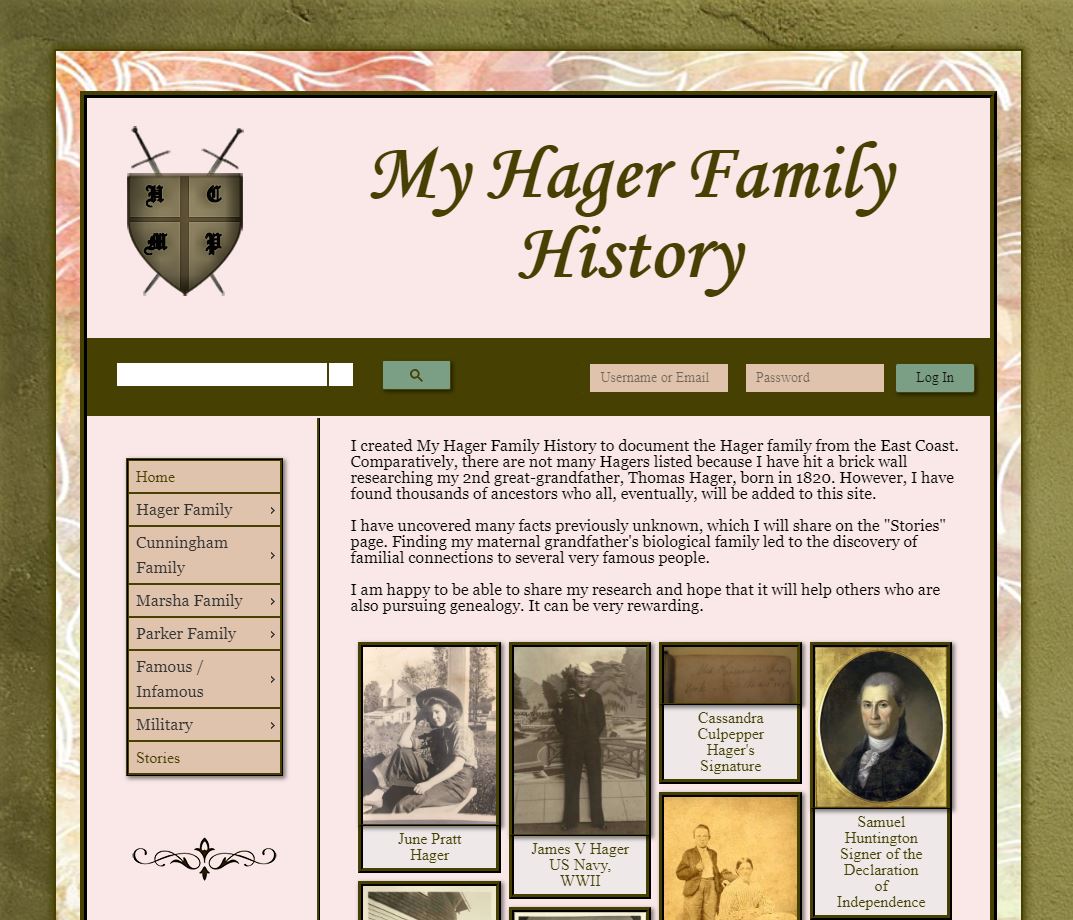 H C
M P
My Hager Family
History
Username or Email
Password
Log In
Home
Hager Family
Cunningham
Family
Marsha Family
Parker Family
Famous /
Infamous
Military
Stories
I created My Hager Family History to document the Hager family from the East Coast.
Comparatively, there are not many Hagers listed because I have hit a brick wall
researching my 2nd great-grandfather, Thomas Hager, born in 1820. However, I have
found thousands of ancestors who all, eventually, will be added to this site.
I have uncovered many facts previously unknown, which I will share on the "Stories"
page. Finding my maternal grandfather's biological family led to the discovery of
familial connections to several very famous people.
I am happy to be able to share my research and hope that it will help others who are
also pursuing genealogy. It can be very rewarding.
June Pratt
Hager
James V Hager
US Navy,
WWII
Cassandra
Culpepper
Hager's
Signature
Samuel
Huntington
Signer of the
Declaration
of
Independence